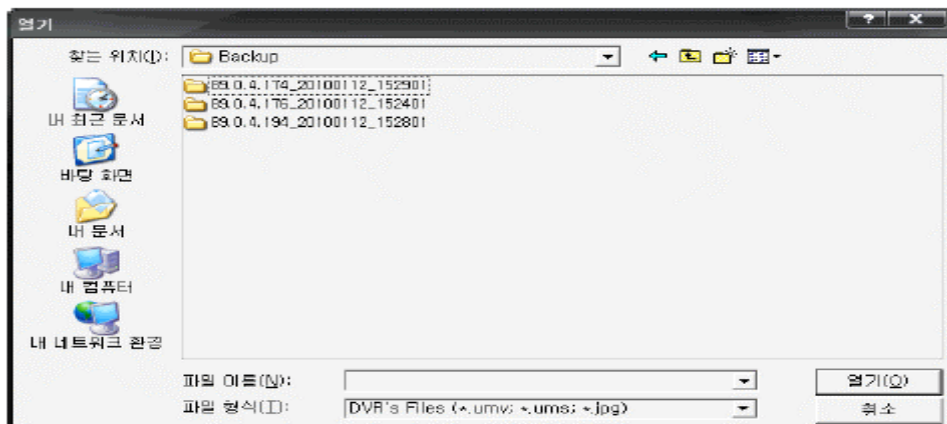 열기
찾는 위치(I): Backup
89.0.4.174_20100112_152901
89.0.4.176_20100112_152401
89.0.4.194_20100112_152801
내 최근 문서
바탕 화면
내 문서
내 컴퓨터
내 네트워크 환경
파일 이름(N): 열기(O)
파일 형식(T): DVR's Files (*.umv; *.ums; *.jpg) 취소